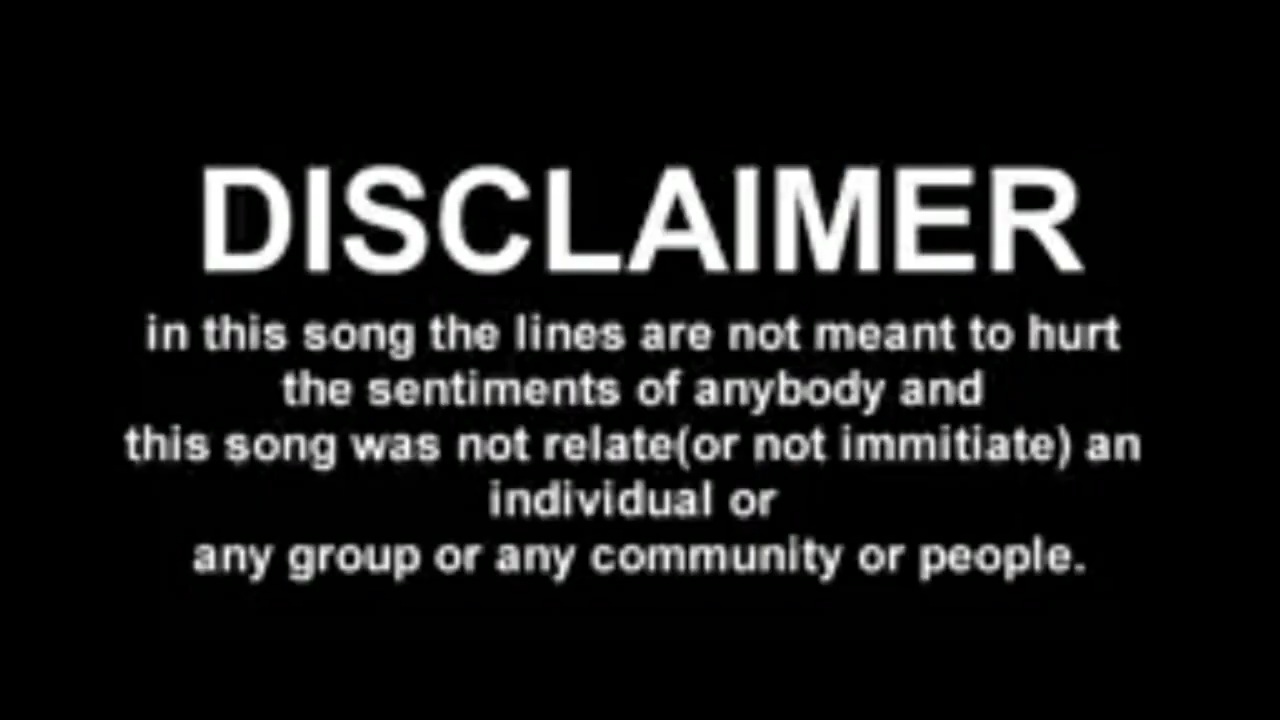 DISCLAIMER
in this song the lines are not meant to hurt
the sentiments of anybody and
this song was not relate(or not immitiate) an
individual or
any group or any community or people.